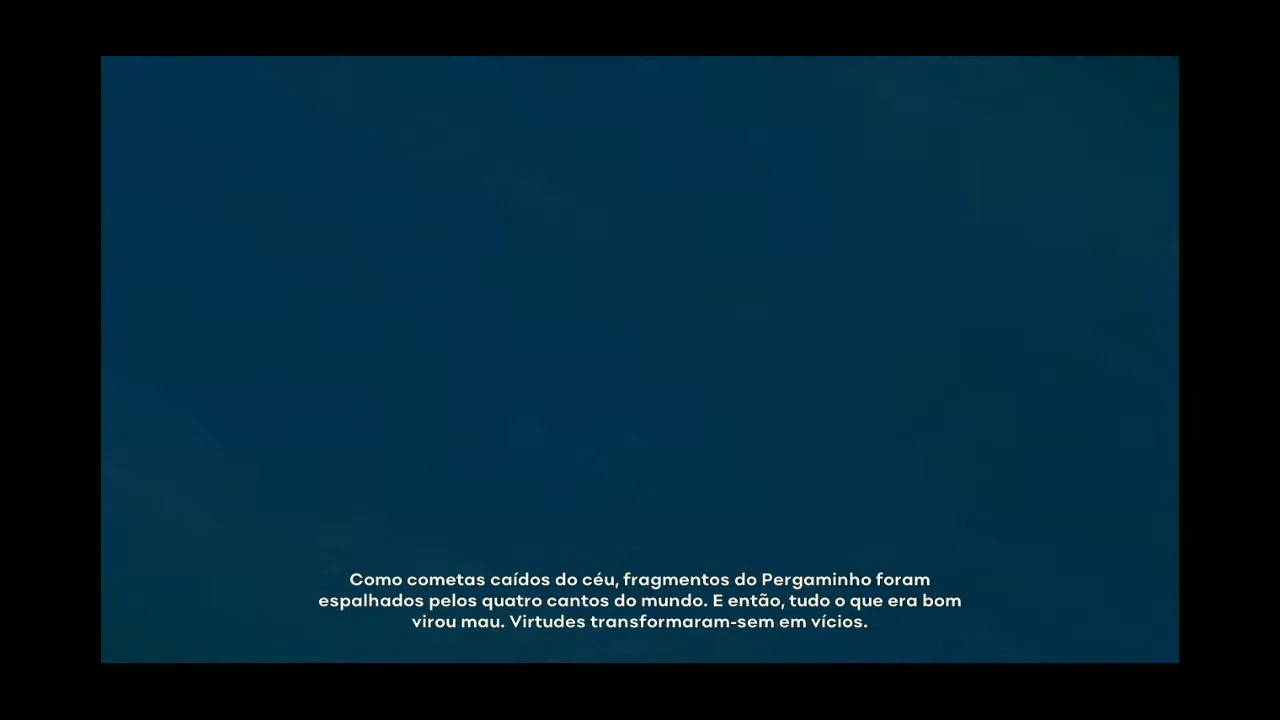 Como cometas caídos do céu, fragmentos do Pergaminho foram
espalhados pelos quatro cantos do mundo. E então, tudo o que era bom
virou mau. Virtudes transformaram-sem em vícios.